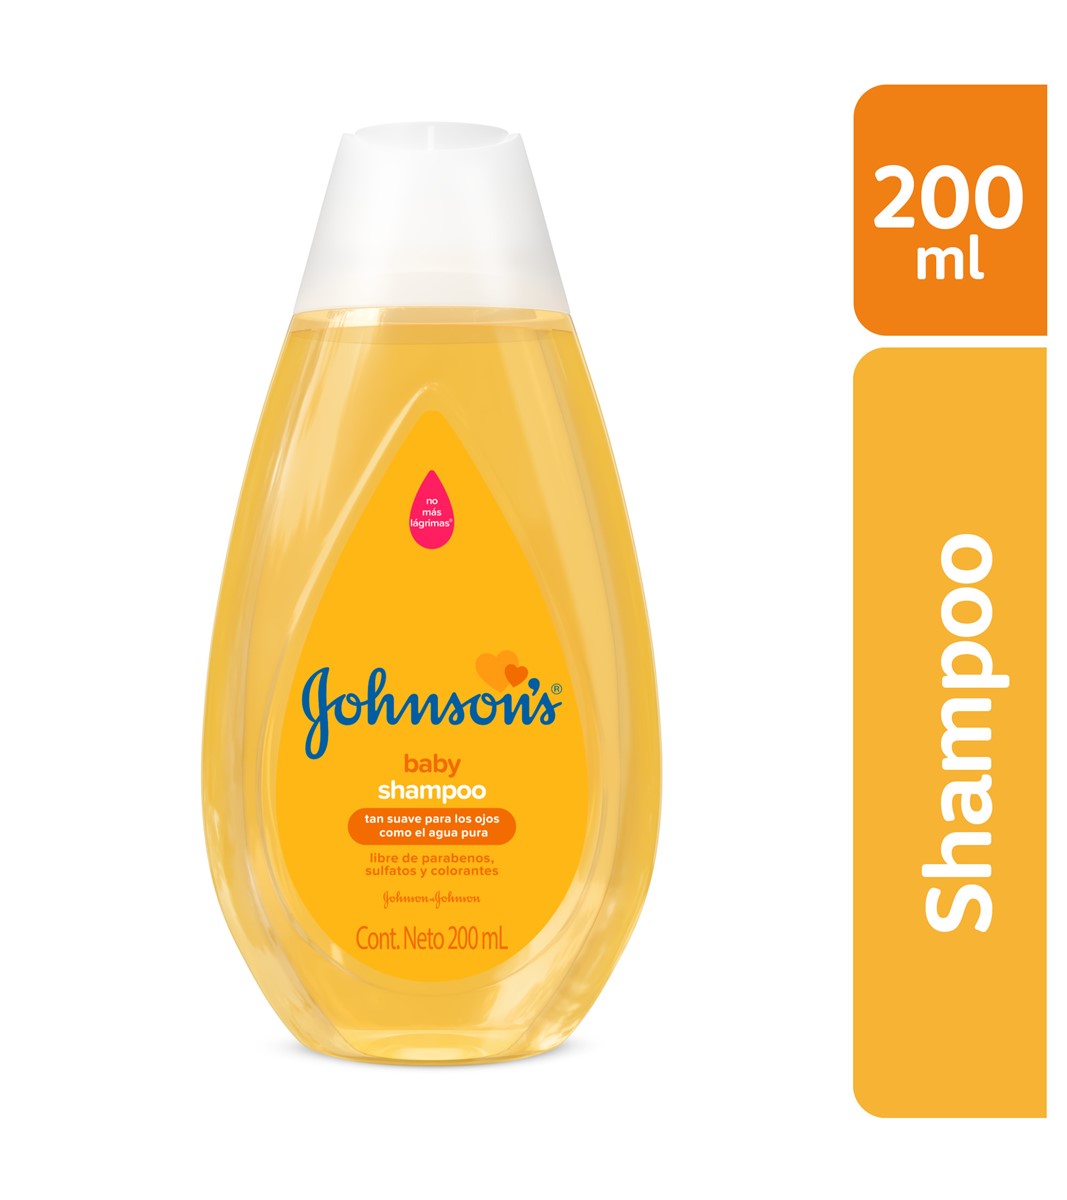 no
más
lágrimas®
Johnson's®
baby
shampoo
tan suave para los ojos
como el agua pura
libre de parabenos,
sulfatos y colorantes
Johnson & Johnson
Cont. Neto 200 mL
200
ml
Shampoo